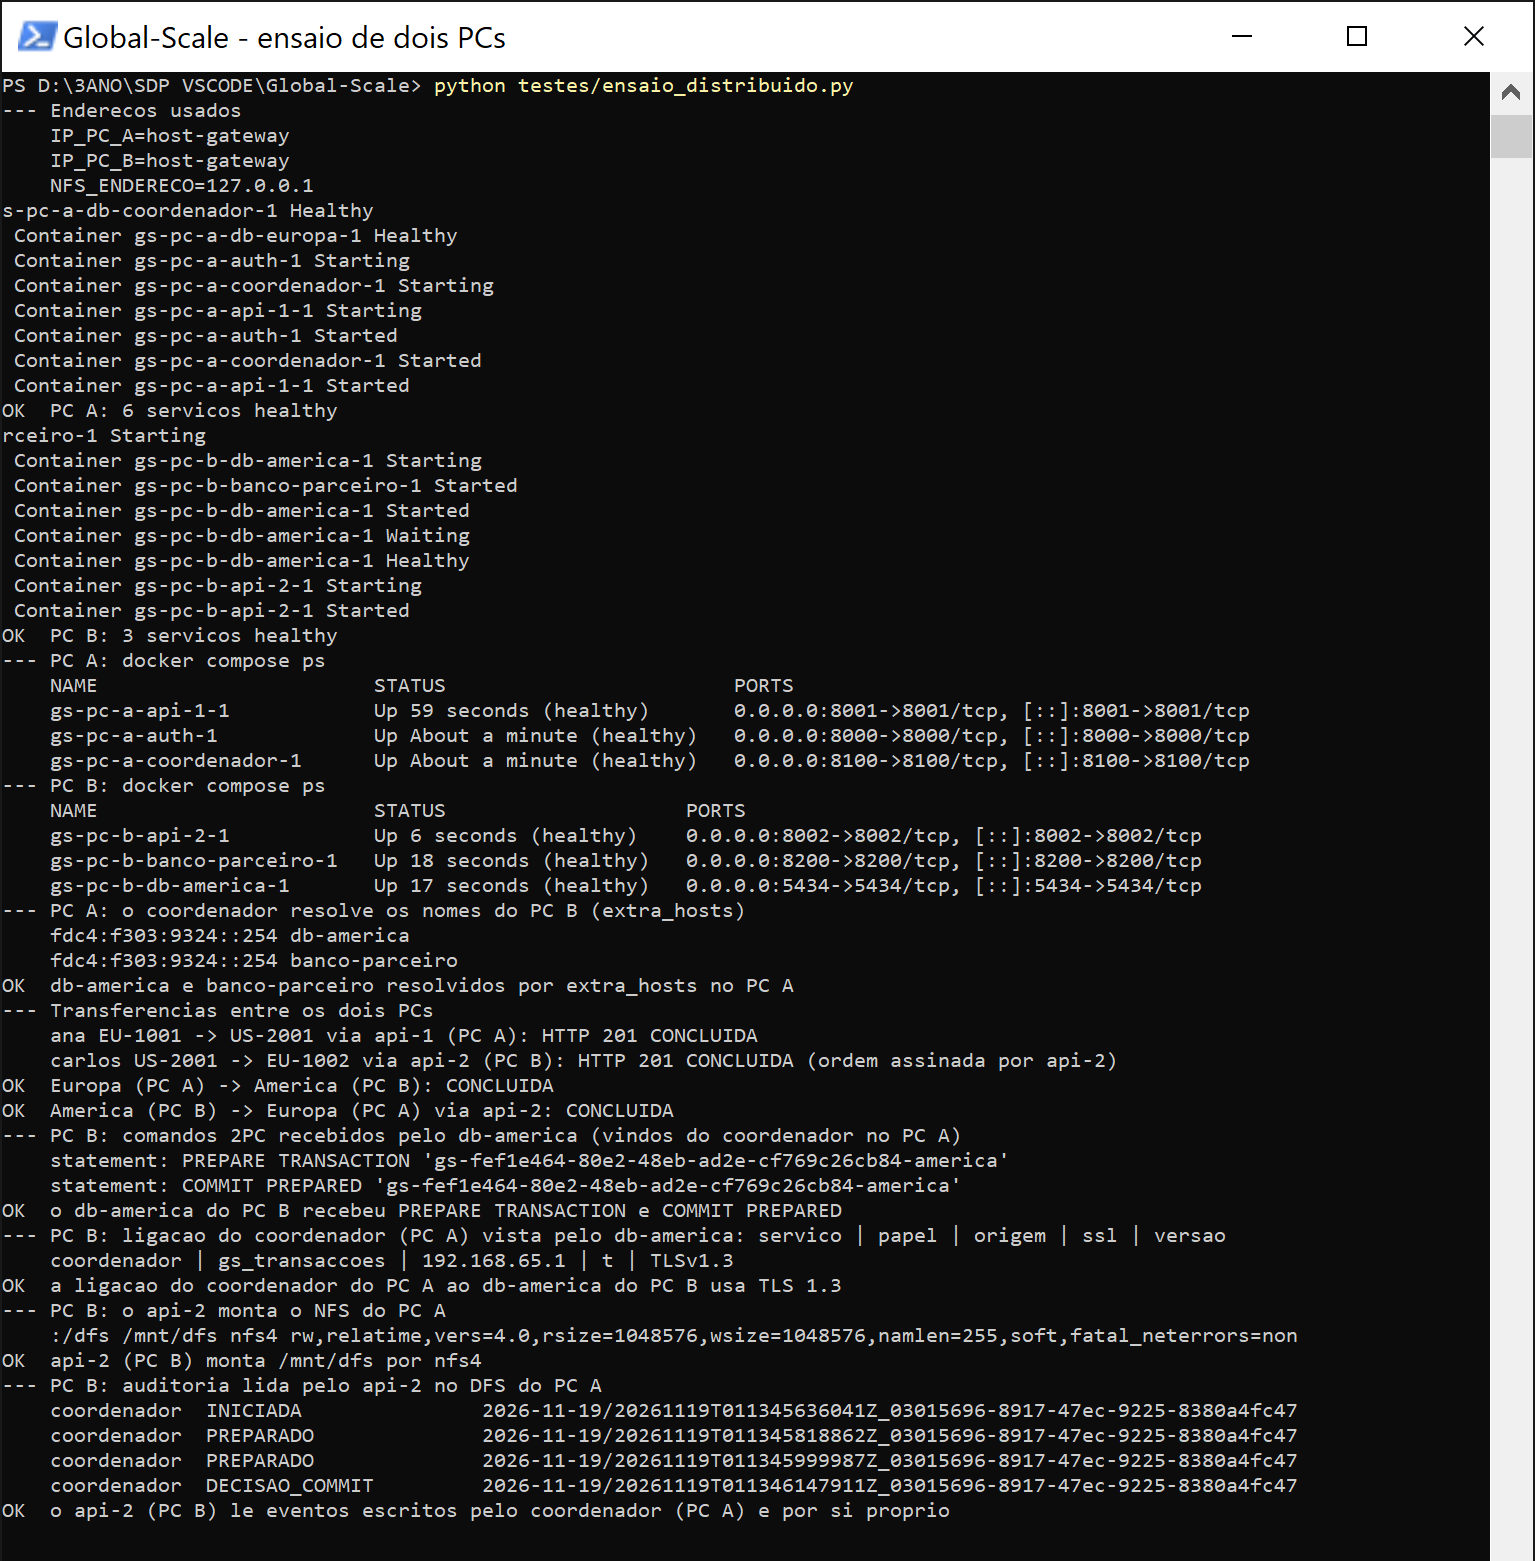 Global-Scale - ensaio de dois PCs
PS D:\3ANO\SDP VSCODE\Global-Scale> python testes/ensaio_distribuido.py
--- Enderecos usados
    IP_PC_A=host-gateway
    IP_PC_B=host-gateway
    NFS_ENDERECO=127.0.0.1
s-pc-a-db-coordenador-1 Healthy
 Container gs-pc-a-db-europa-1 Healthy
 Container gs-pc-a-auth-1 Starting
 Container gs-pc-a-coordenador-1 Starting
 Container gs-pc-a-api-1-1 Starting
 Container gs-pc-a-auth-1 Started
 Container gs-pc-a-coordenador-1 Started
 Container gs-pc-a-api-1-1 Started
OK  PC A: 6 servicos healthy
rceiro-1 Starting
 Container gs-pc-b-db-america-1 Starting
 Container gs-pc-b-banco-parceiro-1 Started
 Container gs-pc-b-db-america-1 Started
 Container gs-pc-b-db-america-1 Waiting
 Container gs-pc-b-db-america-1 Healthy
 Container gs-pc-b-api-2-1 Starting
 Container gs-pc-b-api-2-1 Started
OK  PC B: 3 servicos healthy
--- PC A: docker compose ps
    NAME                       STATUS                        PORTS
    gs-pc-a-api-1-1            Up 59 seconds (healthy)       0.0.0.0:8001->8001/tcp, [::]:8001->8001/tcp
    gs-pc-a-auth-1             Up About a minute (healthy)   0.0.0.0:8000->8000/tcp, [::]:8000->8000/tcp
    gs-pc-a-coordenador-1      Up About a minute (healthy)   0.0.0.0:8100->8100/tcp, [::]:8100->8100/tcp
--- PC B: docker compose ps
    NAME                       STATUS                    PORTS
    gs-pc-b-api-2-1            Up 6 seconds (healthy)    0.0.0.0:8002->8002/tcp, [::]:8002->8002/tcp
    gs-pc-b-banco-parceiro-1   Up 18 seconds (healthy)   0.0.0.0:8200->8200/tcp, [::]:8200->8200/tcp
    gs-pc-b-db-america-1       Up 17 seconds (healthy)   0.0.0.0:5434->5434/tcp, [::]:5434->5434/tcp
--- PC A: o coordenador resolve os nomes do PC B (extra_hosts)
    fdc4:f303:9324::254 db-america
    fdc4:f303:9324::254 banco-parceiro
OK  db-america e banco-parceiro resolvidos por extra_hosts no PC A
--- Transferencias entre os dois PCs
    ana EU-1001 -> US-2001 via api-1 (PC A): HTTP 201 CONCLUIDA
    carlos US-2001 -> EU-1002 via api-2 (PC B): HTTP 201 CONCLUIDA (ordem assinada por api-2)
OK  Europa (PC A) -> America (PC B): CONCLUIDA
OK  America (PC B) -> Europa (PC A) via api-2: CONCLUIDA
--- PC B: comandos 2PC recebidos pelo db-america (vindos do coordenador no PC A)
    statement: PREPARE TRANSACTION 'gs-fef1e464-80e2-48eb-ad2e-cf769c26cb84-america'
    statement: COMMIT PREPARED 'gs-fef1e464-80e2-48eb-ad2e-cf769c26cb84-america'
OK  o db-america do PC B recebeu PREPARE TRANSACTION e COMMIT PREPARED
--- PC B: ligacao do coordenador (PC A) vista pelo db-america: servico | papel | origem | ssl | versao
    coordenador | gs_transaccoes | 192.168.65.1 | t | TLSv1.3
OK  a ligacao do coordenador do PC A ao db-america do PC B usa TLS 1.3
--- PC B: o api-2 monta o NFS do PC A
    :/dfs /mnt/dfs nfs4 rw,relatime,vers=4.0,rsize=1048576,wsize=1048576,namlen=255,soft,fatal_neterrors=non
OK  api-2 (PC B) monta /mnt/dfs por nfs4
--- PC B: auditoria lida pelo api-2 no DFS do PC A
    coordenador  INICIADA               2026-11-19/20261119T011345636041Z_03015696-8917-47ec-9225-8380a4fc47
    coordenador  PREPARADO              2026-11-19/20261119T011345818862Z_03015696-8917-47ec-9225-8380a4fc47
    coordenador  PREPARADO              2026-11-19/20261119T011345999987Z_03015696-8917-47ec-9225-8380a4fc47
    coordenador  DECISAO_COMMIT         2026-11-19/20261119T011346147911Z_03015696-8917-47ec-9225-8380a4fc47
OK  o api-2 (PC B) le eventos escritos pelo coordenador (PC A) e por si proprio